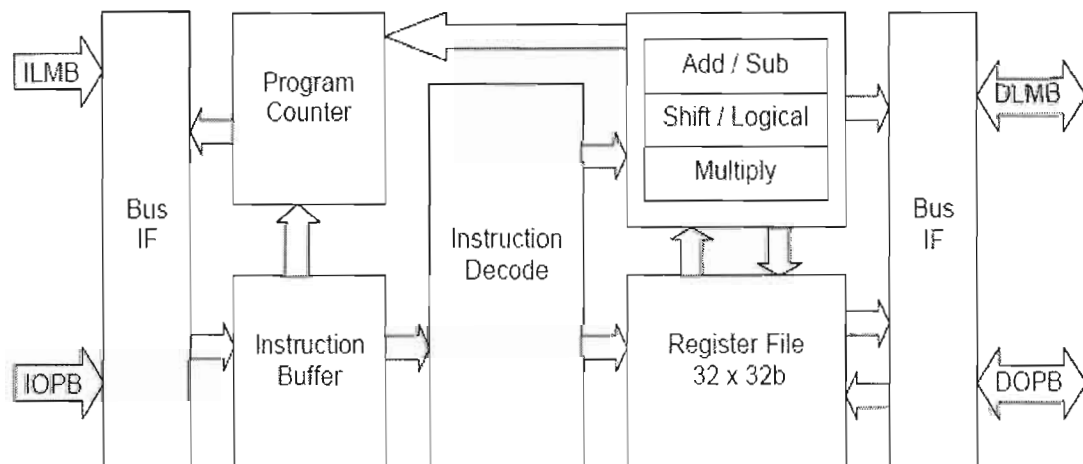 ILMB
Program
Counter
Add / Sub
Shift / Logical
Multiply
DLMB
Bus
IF
Instruction
Decode
Bus
IF
IOPB
Instruction
Buffer
Register File
32 x 32b
DOPB